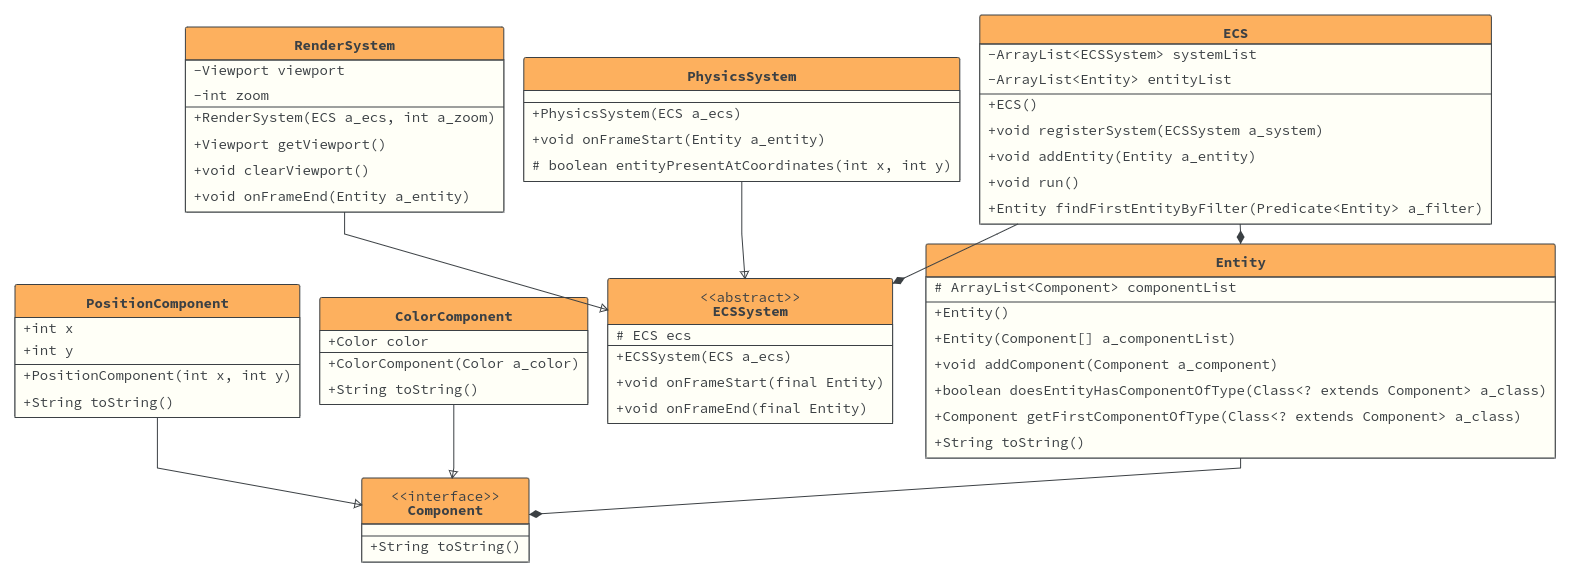 RenderSystem
-Viewport viewport
-int zoom
+RenderSystem(ECS a_ecs, int a_zoom)
+Viewport getViewport()
+void clearViewport()
+void onFrameEnd(Entity a_entity)
PhysicsSystem
+PhysicsSystem(ECS a_ecs)
+void onFrameStart(Entity a_entity)
# boolean entityPresentAtCoordinates(int x, int y)
ECS
-ArrayList<ECSSystem> systemList
-ArrayList<Entity> entityList
+ECS()
+void registerSystem(ECSSystem a_system)
+void addEntity(Entity a_entity)
+void run()
+Entity findFirstEntityByFilter(Predicate<Entity> a_filter)
PositionComponent
+int x
+int y
+PositionComponent(int x, int y)
+String toString()
ColorComponent
+Color color
+ColorComponent(Color a_color)
+String toString()
<<abstract>>
ECSSystem
# ECS ecs
+ECSSystem(ECS a_ecs)
+void onFrameStart(final Entity)
+void onFrameEnd(final Entity)
Entity
# ArrayList<Component> componentList
+Entity()
+Entity(Component[] a_componentList)
+void addComponent(Component a_component)
+boolean doesEntityHasComponentOfType(Class<? extends Component> a_class)
+Component getFirstComponentOfType(Class<? extends Component> a_class)
+String toString()
<<interface>>
Component
+String toString()